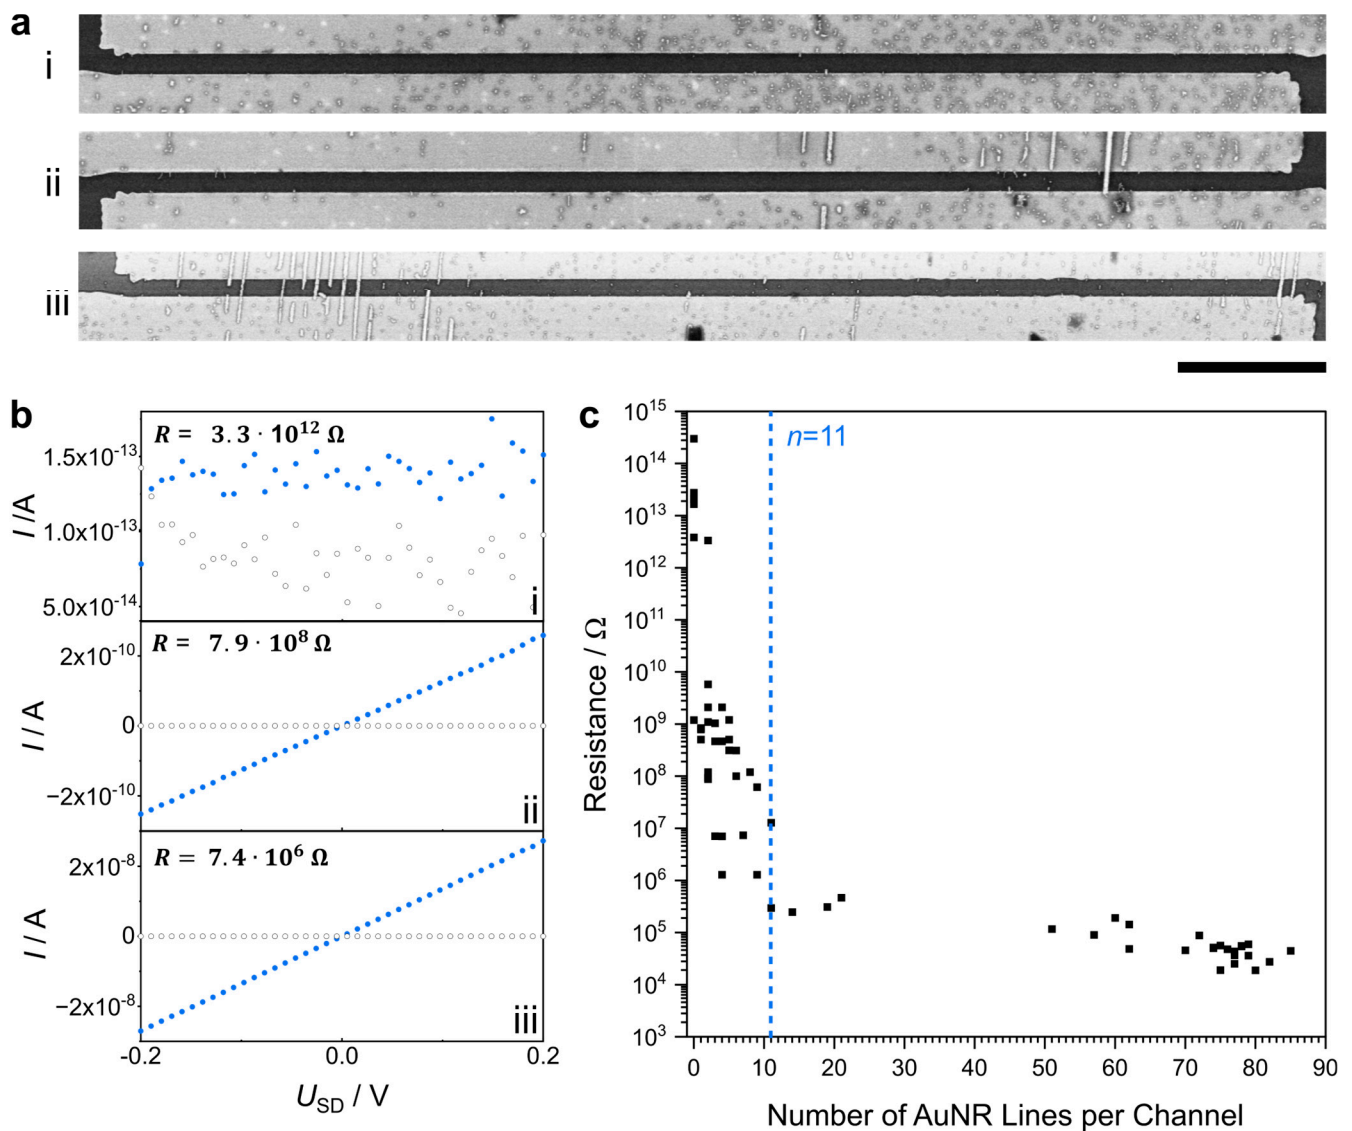 a
i
ii
iii
b
R = 3.3 · 10¹² Ω
1.5x10⁻¹³
1.0x10⁻¹³
5.0x10⁻¹⁴
I /A
i
R = 7.9 · 10⁸ Ω
2x10⁻¹⁰
0
−2x10⁻¹⁰
I / A
ii
R = 7.4 · 10⁶ Ω
2x10⁻⁸
0
−2x10⁻⁸
I / A
iii
-0.2 0.0 0.2
U_SD / V
c
n=11
10¹⁵
10¹⁴
10¹³
10¹²
10¹¹
10¹⁰
10⁹
10⁸
10⁷
10⁶
10⁵
10⁴
10³
Resistance / Ω
0 10 20 30 40 50 60 70 80 90
Number of AuNR Lines per Channel